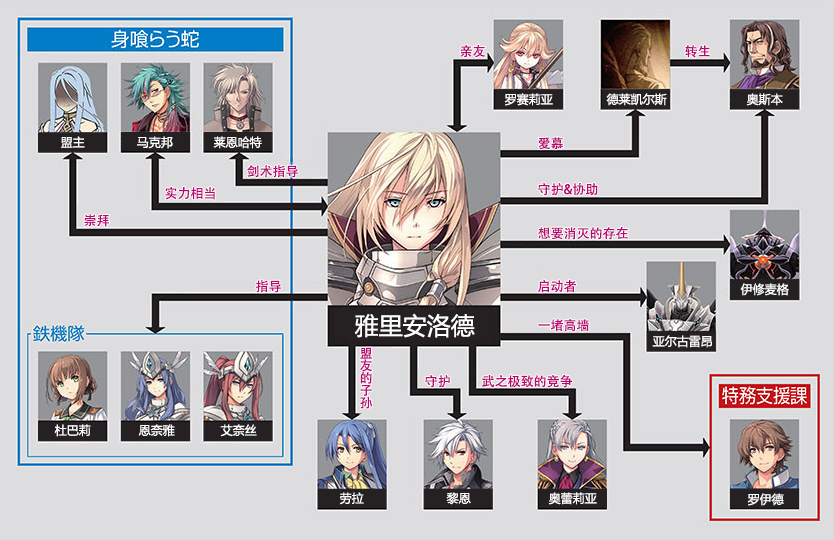 身喰らう蛇
盟主
马克邦
莱恩哈特
亲友
罗赛莉亚
德莱凯尔斯
转生
奥斯本
剑术指导
实力相当
崇拜
爱慕
守护&协助
想要消灭的存在
伊修麦格
指导
启动者
亚尔古雷昂
雅里安洛德
一堵高墙
鉄機隊
杜巴莉
恩奈雅
艾奈丝
盟友的子孙
守护
武之极致的竞争
劳拉
黎恩
奥蕾莉亚
特務支援課
罗伊德